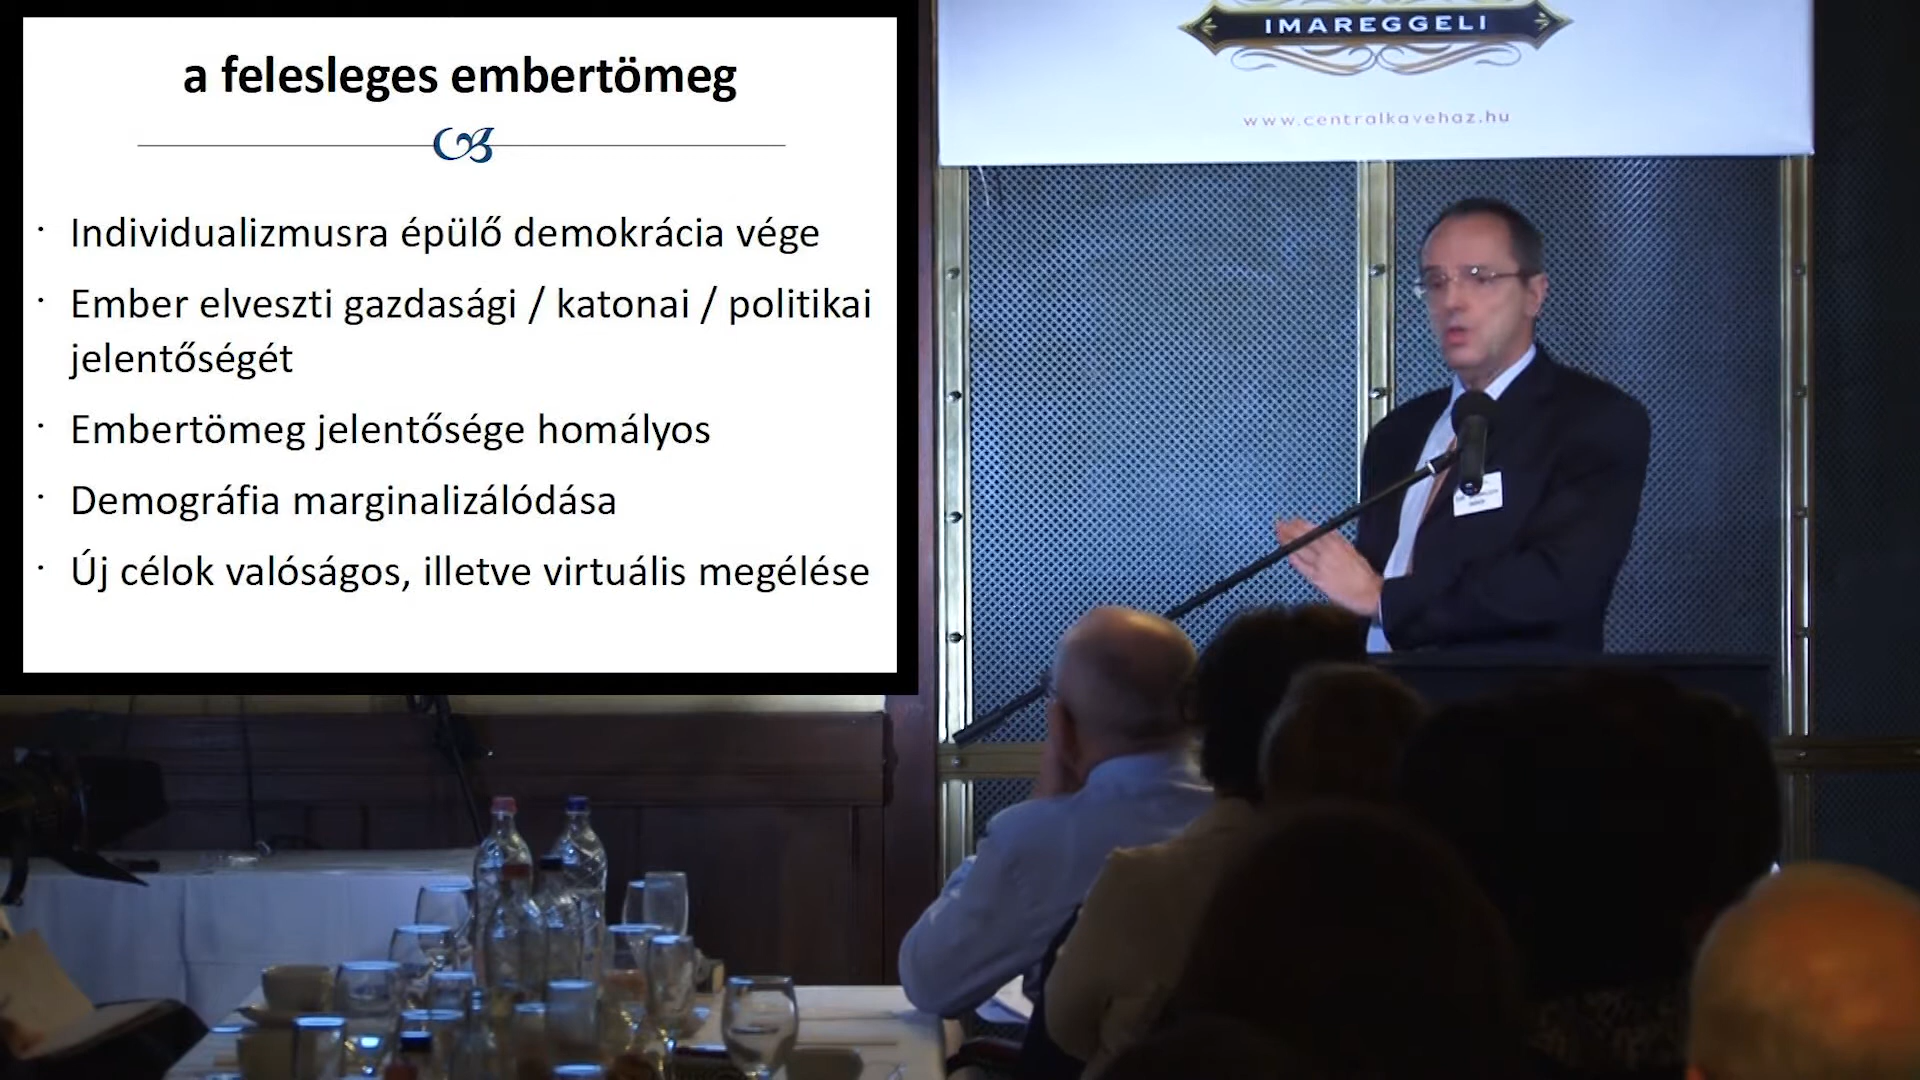 a felesleges embertömeg
· Individualizmusra épülő demokrácia vége
· Ember elveszti gazdasági / katonai / politikai
jelentőségét
· Embertömeg jelentősége homályos
· Demográfia marginalizálódása
· Új célok valóságos, illetve virtuális megélése
IMAREGGELI
www.centralkavehaz.hu